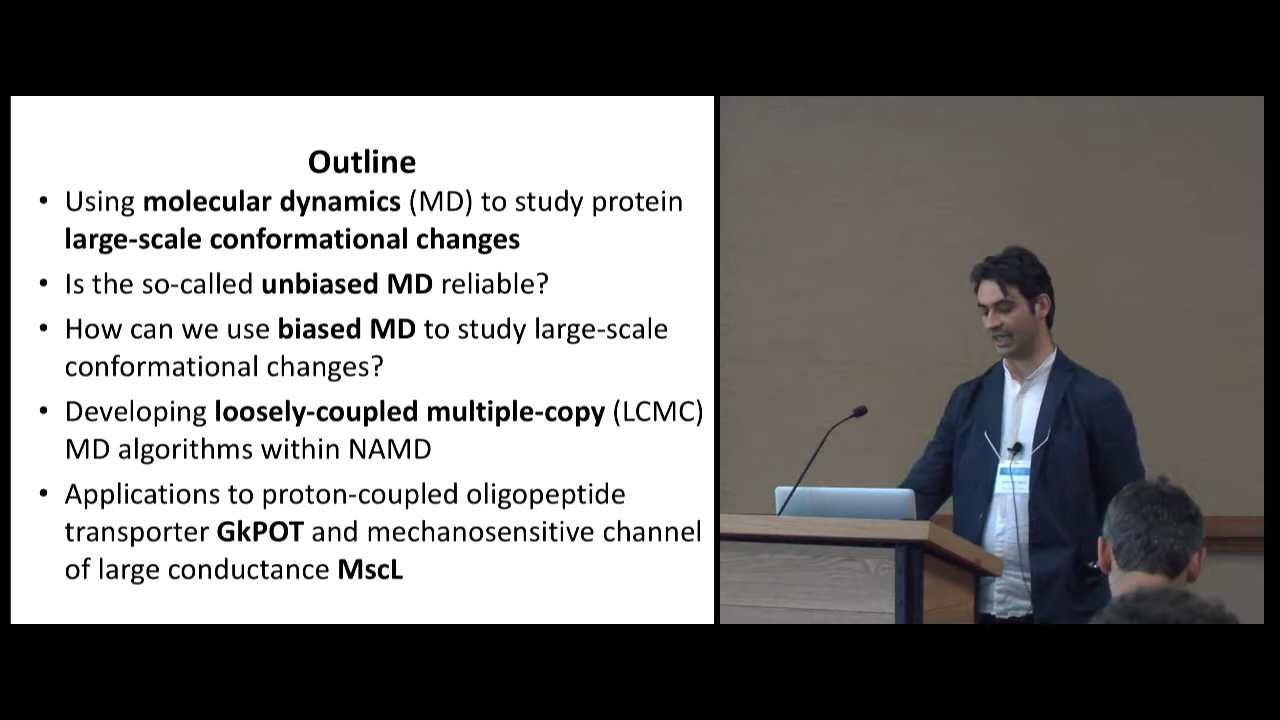 Outline
• Using molecular dynamics (MD) to study protein
large-scale conformational changes
• Is the so-called unbiased MD reliable?
• How can we use biased MD to study large-scale
conformational changes?
• Developing loosely-coupled multiple-copy (LCMC)
MD algorithms within NAMD
• Applications to proton-coupled oligopeptide
transporter GkPOT and mechanosensitive channel
of large conductance MscL